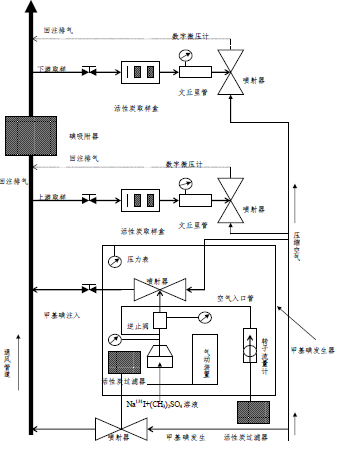 回注排气
数字微压计
下游取样
喷射器
文丘里管
活性炭取样盒
碘吸附器
回注排气
数字微压计
回注排气
上游取样
喷射器
文丘里管
活性炭取样盒
压缩空气
压力表
喷射器
空气入口管
甲基碘注入
逆止阀
转子流量计
甲基碘发生器
气动油置
通风管道
活性炭过滤器
Na¹³¹I+(CH₃)₂SO₄ 溶液
喷射器
甲基碘发生
活性炭过滤器